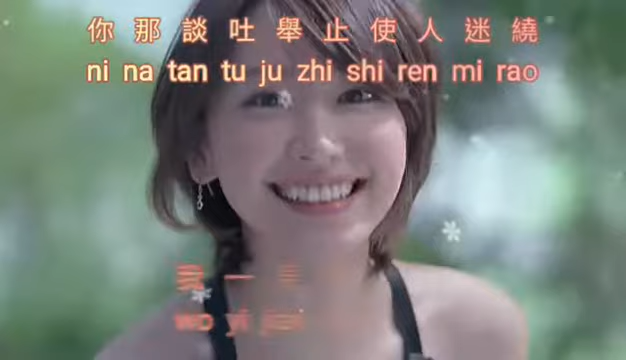 你 那 談 吐 舉 止 使 人 迷 繞
ni na tan tu ju zhi shi ren mi rao
一
wo yi